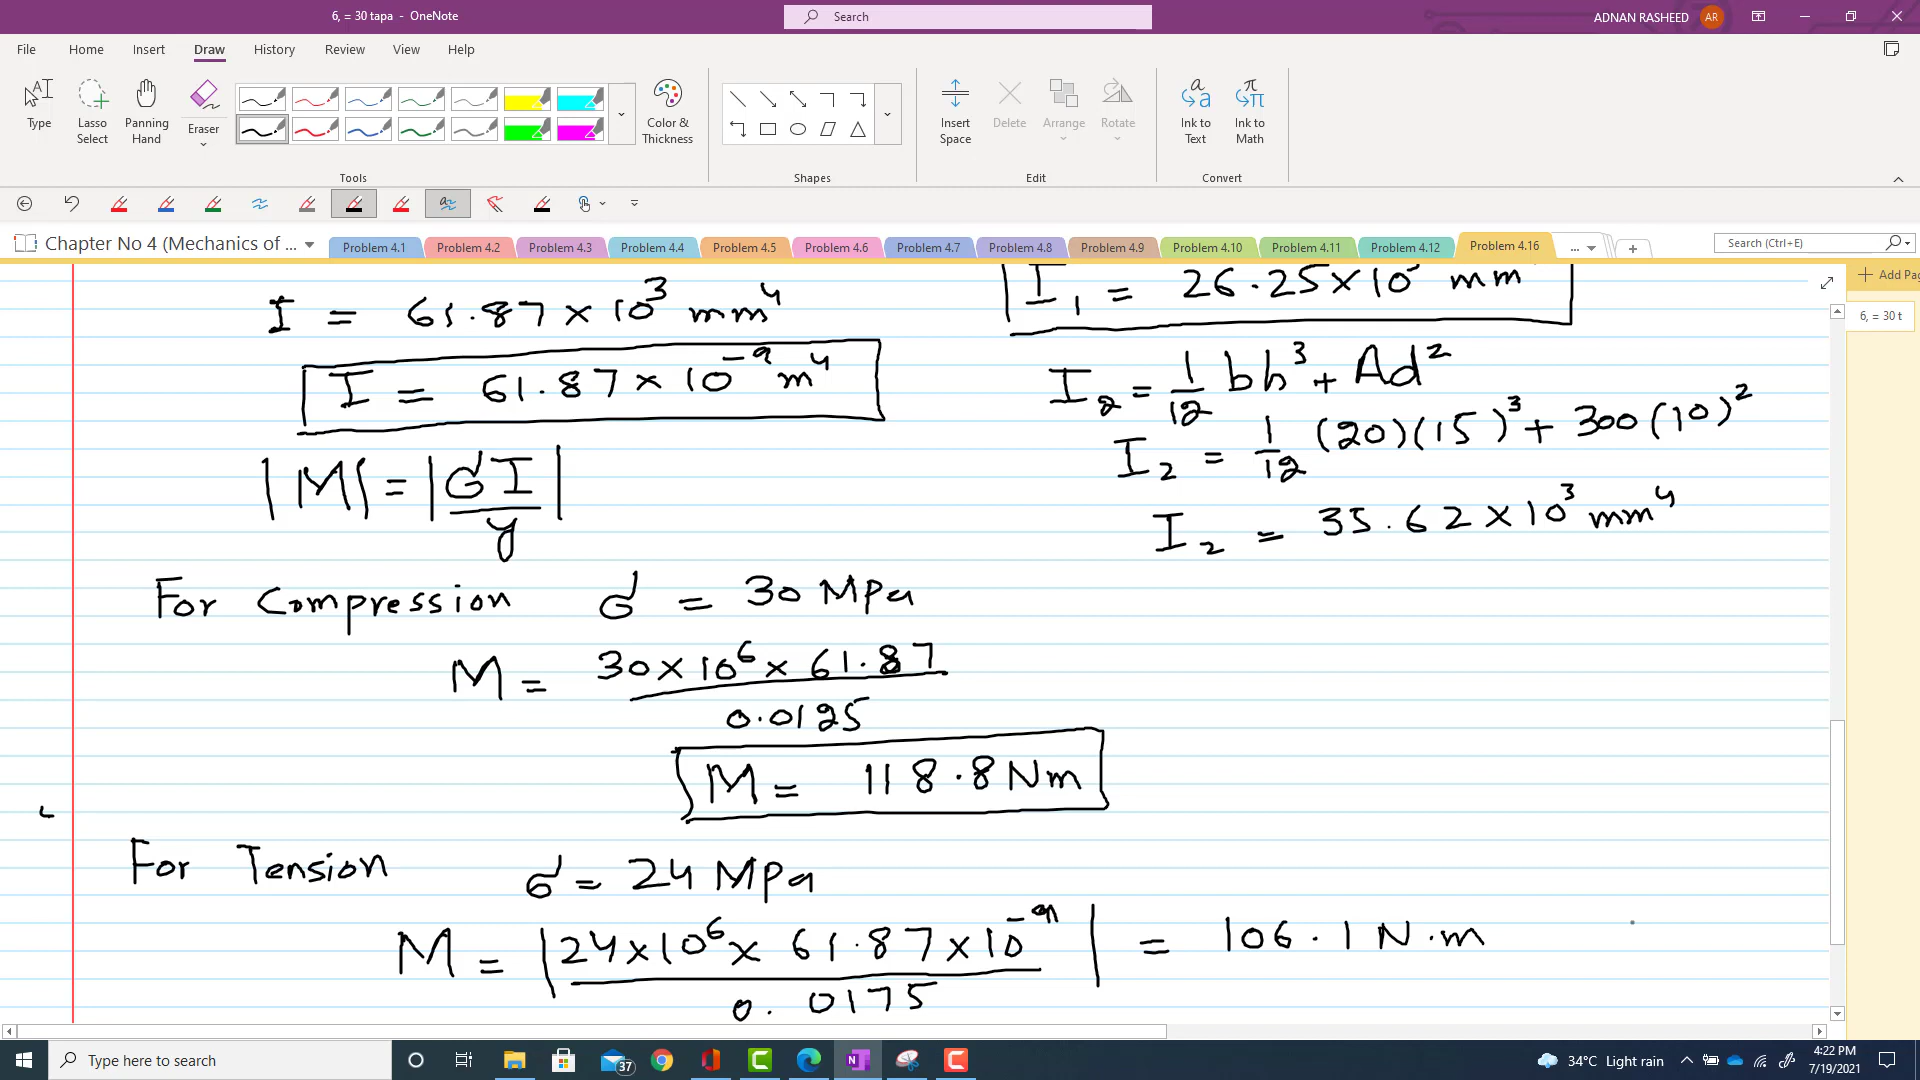 6, = 30 tapa - OneNote
Search
ADNAN RASHEED AR
File Home Insert Draw History Review View Help
Type
Lasso Select
Panning Hand
Eraser
Color & Thickness
Insert Space
Delete
Arrange
Rotate
Ink to Text
Ink to Math
Tools
Shapes
Edit
Convert
Chapter No 4 (Mechanics of ...
Problem 4.1 Problem 4.2 Problem 4.3 Problem 4.4 Problem 4.5 Problem 4.6 Problem 4.7 Problem 4.8 Problem 4.9 Problem 4.10 Problem 4.11 Problem 4.12 Problem 4.16 ...
Search (Ctrl+E)
Add Pag
6, = 30 t
I = 61.87 × 10³ mm⁴
I = 61.87 × 10⁻⁹ m⁴
|M| = |σI / y|
For Compression σ = 30 MPa
M = 30×10⁶ × 61.87 / 0.0125
M = 118.8 Nm
For Tension σ = 24 MPa
M = |24×10⁶ × 61.87×10⁻⁹ / 0.0175| = 106.1 N.m
I₁ = 26.25×10 mm
I₂ = 1/12 bh³ + Ad²
I₂ = 1/12 (20)(15)³ + 300(10)²
I₂ = 35.62 × 10³ mm⁴
Type here to search
37
34°C Light rain
4:22 PM
7/19/2021